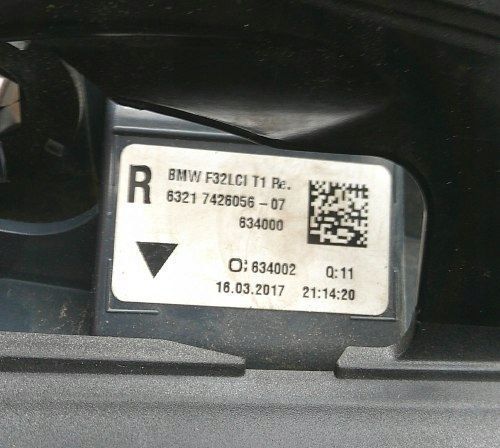 R
BMW F32LCI T1 Re.
6321 7426056 -07
634000
O; 634002 Q:11
16.03.2017 21:14:20